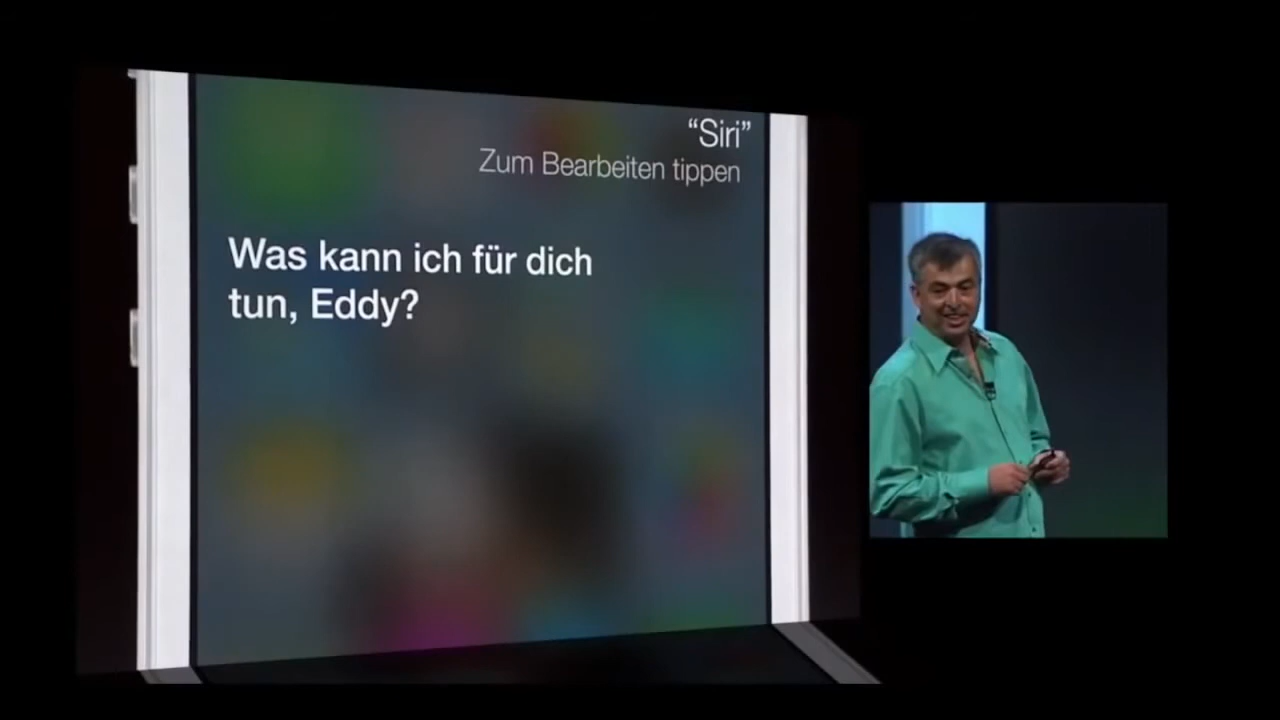 “Siri”
Zum Bearbeiten tippen
Was kann ich für dich
tun, Eddy?